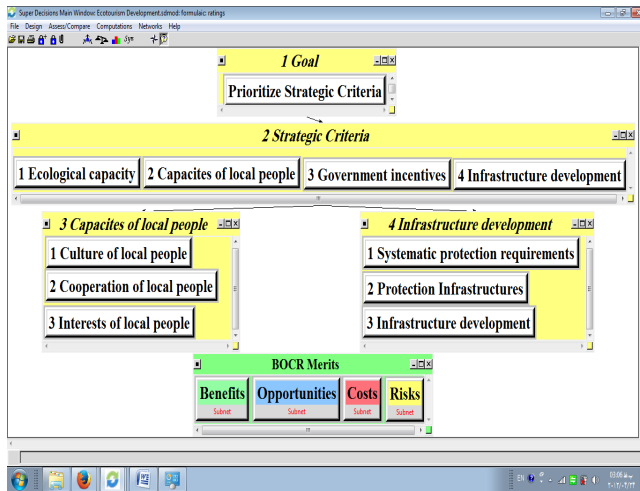 Super Decisions Main Window: Ecotourism Development.sdmod: formulaic: ratings
File Design Assess/Compare Computations Networks Help
1 Goal
Prioritize Strategic Criteria
2 Strategic Criteria
1 Ecological capacity 2 Capacites of local people 3 Government incentives 4 Infrastructure development
3 Capacites of local people 4 Infrastructure development
1 Culture of local people 1 Systematic protection requirements
2 Cooperation of local people 2 Protection Infrastructures
3 Interests of local people 3 Infrastructure development
BOCR Merits
Benefits Opportunities Costs Risks
Subnet Subnet Subnet Subnet
EN